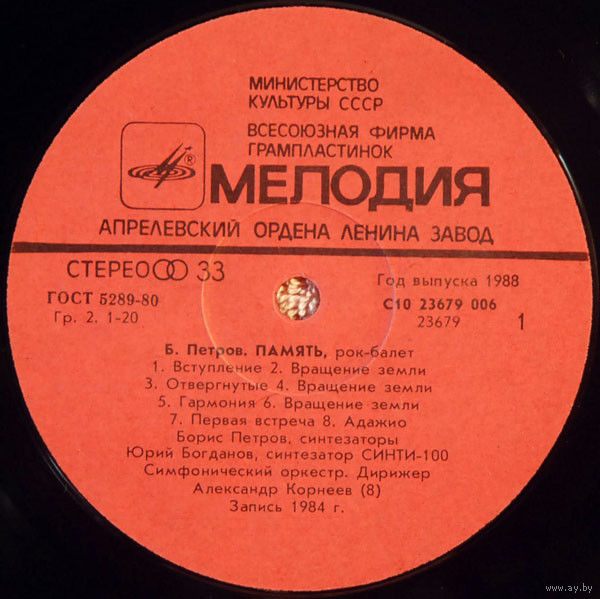 МИНИСТЕРСТВО
КУЛЬТУРЫ СССР
ВСЕСОЮЗНАЯ ФИРМА
ГРАМПЛАСТИНОК
®
МЕЛОДИЯ
АПРЕЛЕВСКИЙ ОРДЕНА ЛЕНИНА ЗАВОД
СТЕРЕО 33
ГОСТ 5289-80
Гр. 2. 1-20
Год выпуска 1988
С10 23679 006
23679
1
Б. Петров. ПАМЯТЬ, рок-балет
1. Вступление 2. Вращение земли
3. Отвергнутые 4. Вращение земли
5. Гармония 6. Вращение земли
7. Первая встреча 8. Адажио
Борис Петров, синтезаторы
Юрий Богданов, синтезатор СИНТИ-100
Симфонический оркестр. Дирижер
Александр Корнеев (8)
Запись 1984 г.
www.ay.by